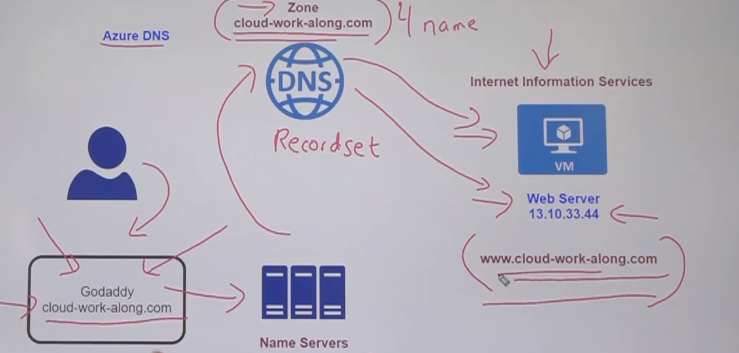 Zone
cloud-work-along.com
4 name
Azure DNS
DNS
Recordset
Internet Information Services
VM
Web Server
13.10.33.44
www.cloud-work-along.com
Godaddy
cloud-work-along.com
Name Servers